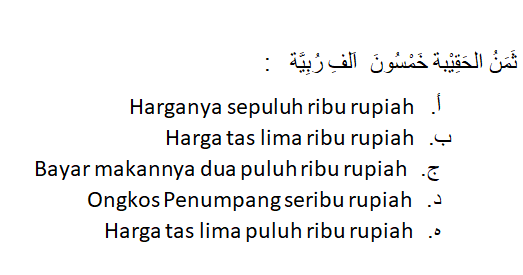 ثَمَنُ الحَقِيْبة خَمْسُونَ اَلفِ رُبِيَّة :
أ. Harganya sepuluh ribu rupiah
ب. Harga tas lima ribu rupiah
ج. Bayar makannya dua puluh ribu rupiah
د. Ongkos Penumpang seribu rupiah
ه. Harga tas lima puluh ribu rupiah